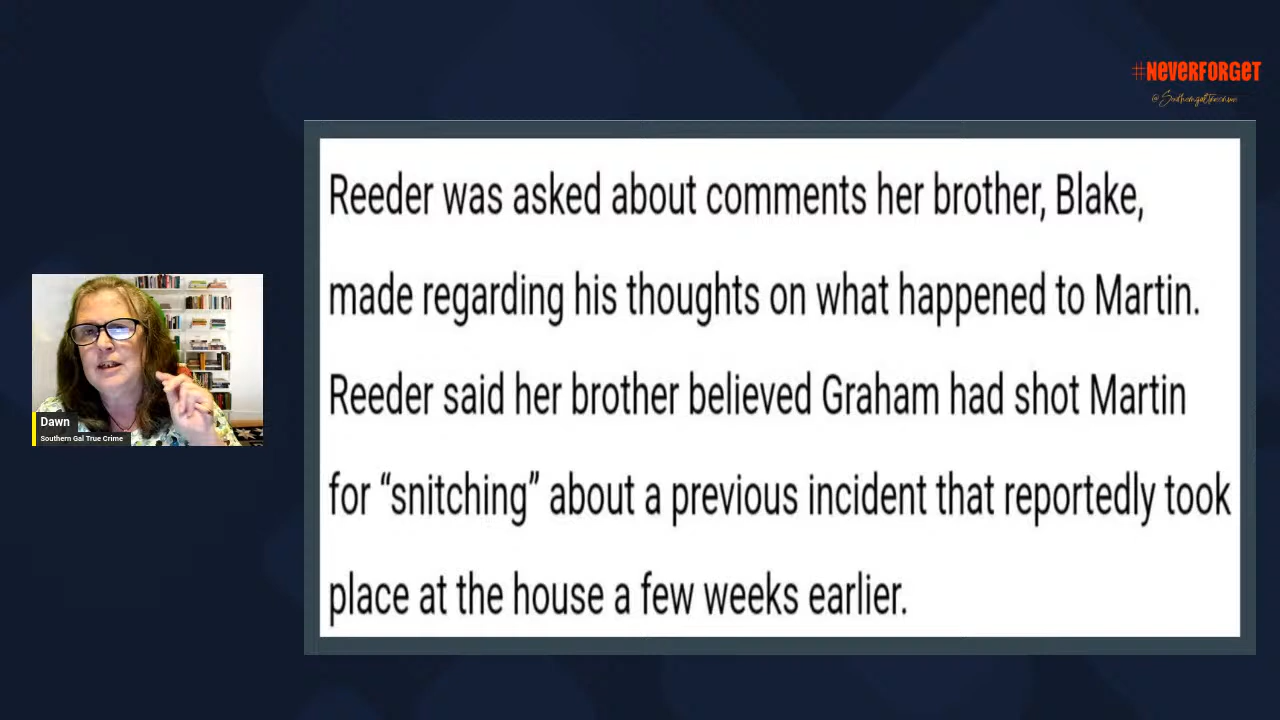 #NEVERFORGET
@Southerngaltruecrime
Reeder was asked about comments her brother, Blake,
made regarding his thoughts on what happened to Martin.
Reeder said her brother believed Graham had shot Martin
for “snitching” about a previous incident that reportedly took
place at the house a few weeks earlier.
Dawn
Southern Gal True Crime